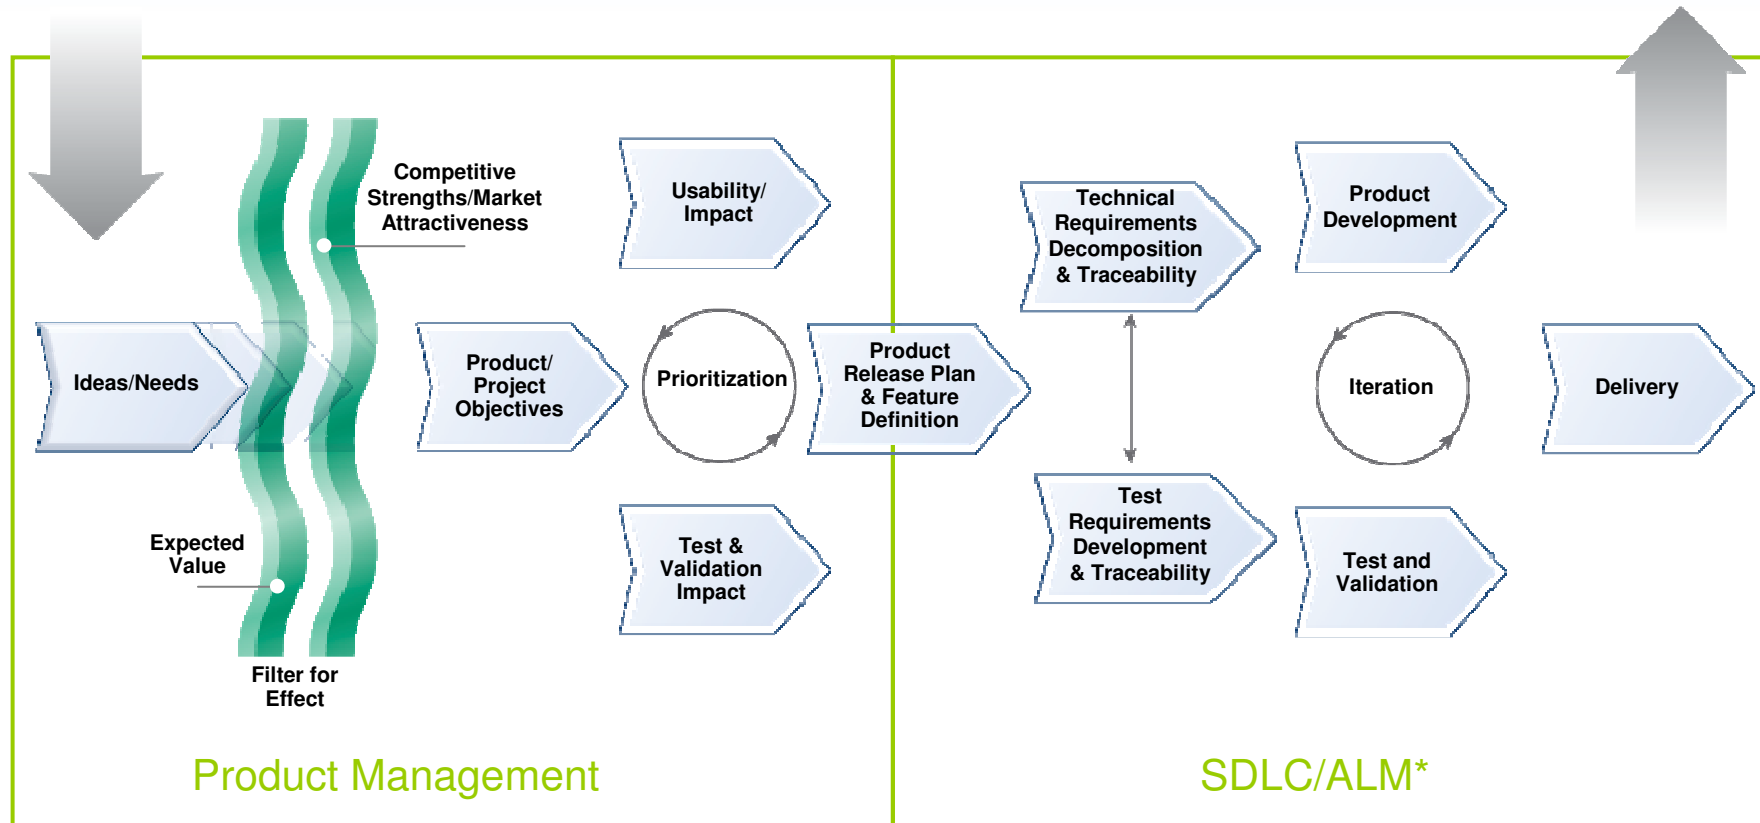 Competitive
Strengths/Market
Attractiveness
Usability/
Impact
Technical
Requirements
Decomposition
& Traceability
Product
Development
Ideas/Needs
Product/
Project
Objectives
Prioritization
Product
Release Plan
& Feature
Definition
Iteration
Delivery
Expected
Value
Test &
Validation
Impact
Test
Requirements
Development
& Traceability
Test and
Validation
Filter for
Effect
Product Management
SDLC/ALM*